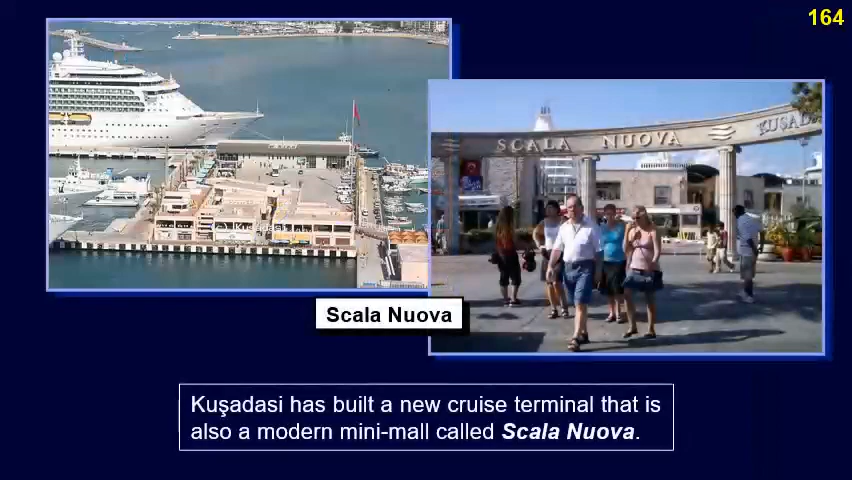 164
SCALA NUOVA
KUŞADA
(c) Kuşadası
Scala Nuova
Kuşadasi has built a new cruise terminal that is
also a modern mini-mall called Scala Nuova.